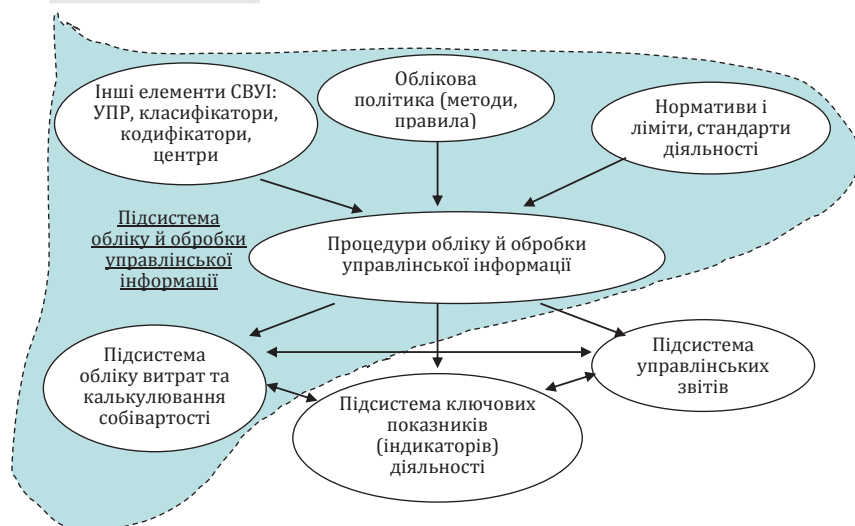 Інші елементи СВУІ:
УПР, класифікатори,
кодифікатори,
центри
Облікова
політика (методи,
правила)
Нормативи і
ліміти, стандарти
діяльності
Підсистема
обліку й обробки
управлінської
інформації
Процедури обліку й обробки
управлінської інформації
Підсистема
обліку витрат та
калькулювання
собівартості
Підсистема ключових
показників
(індикаторів)
діяльності
Підсистема
управлінських
звітів